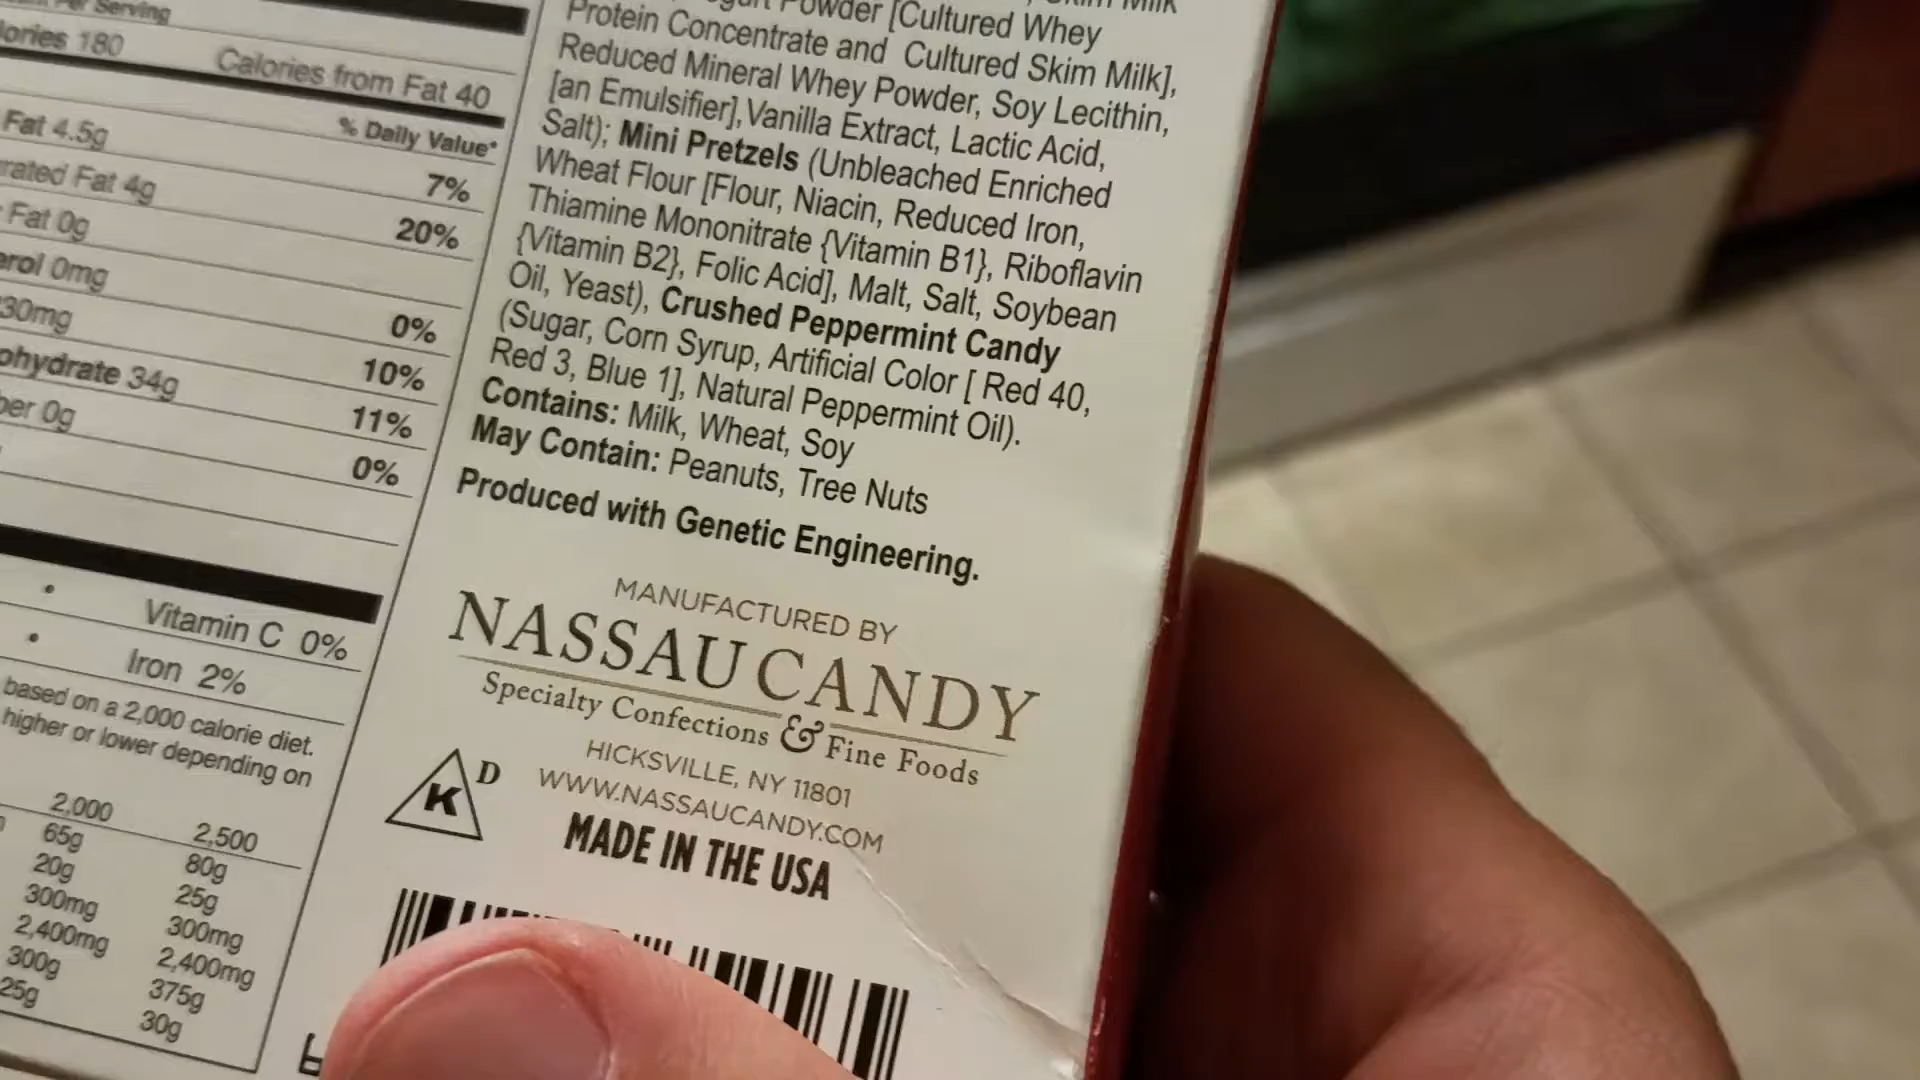 Per Serving
ories 180
Calories from Fat 40
% Daily Value*
Fat 4.5g
7%
rated Fat 4g
20%
Fat 0g
erol 0mg
0%
30mg
10%
ohydrate 34g
11%
ber 0g
0%
Vitamin C 0%
Iron 2%
based on a 2,000 calorie diet.
higher or lower depending on
2,000 2,500
65g 80g
20g 25g
300mg 300mg
2,400mg 2,400mg
300g 375g
25g 30g
Powder [Cultured Whey
Protein Concentrate and Cultured Skim Milk],
Reduced Mineral Whey Powder, Soy Lecithin,
[an Emulsifier], Vanilla Extract, Lactic Acid,
Salt); Mini Pretzels (Unbleached Enriched
Wheat Flour [Flour, Niacin, Reduced Iron,
Thiamine Mononitrate {Vitamin B1}, Riboflavin
{Vitamin B2}, Folic Acid], Malt, Salt, Soybean
Oil, Yeast), Crushed Peppermint Candy
(Sugar, Corn Syrup, Artificial Color [ Red 40,
Red 3, Blue 1], Natural Peppermint Oil).
Contains: Milk, Wheat, Soy
May Contain: Peanuts, Tree Nuts
Produced with Genetic Engineering.
MANUFACTURED BY
NASSAU CANDY
Specialty Confections & Fine Foods
HICKSVILLE, NY 11801
WWW.NASSAUCANDY.COM
MADE IN THE USA
K D